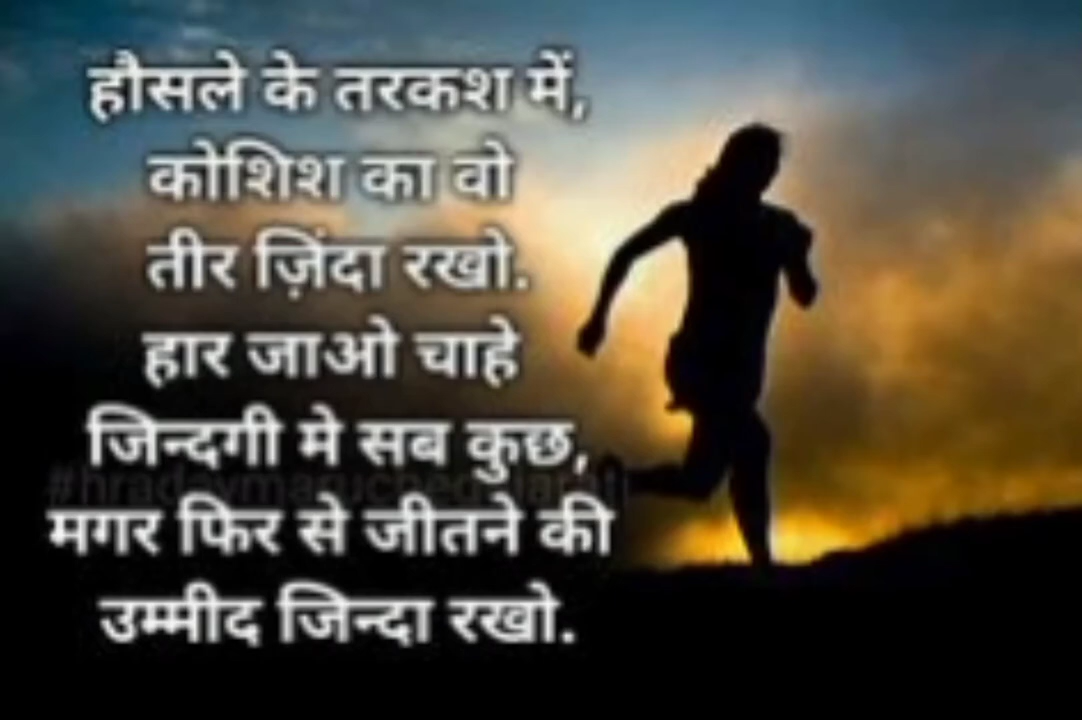 हौसले के तरकश में,
कोशिश का वो
तीर ज़िंदा रखो.
हार जाओ चाहे
जिन्दगी मे सब कुछ,
मगर फिर से जीतने की
उम्मीद जिन्दा रखो.